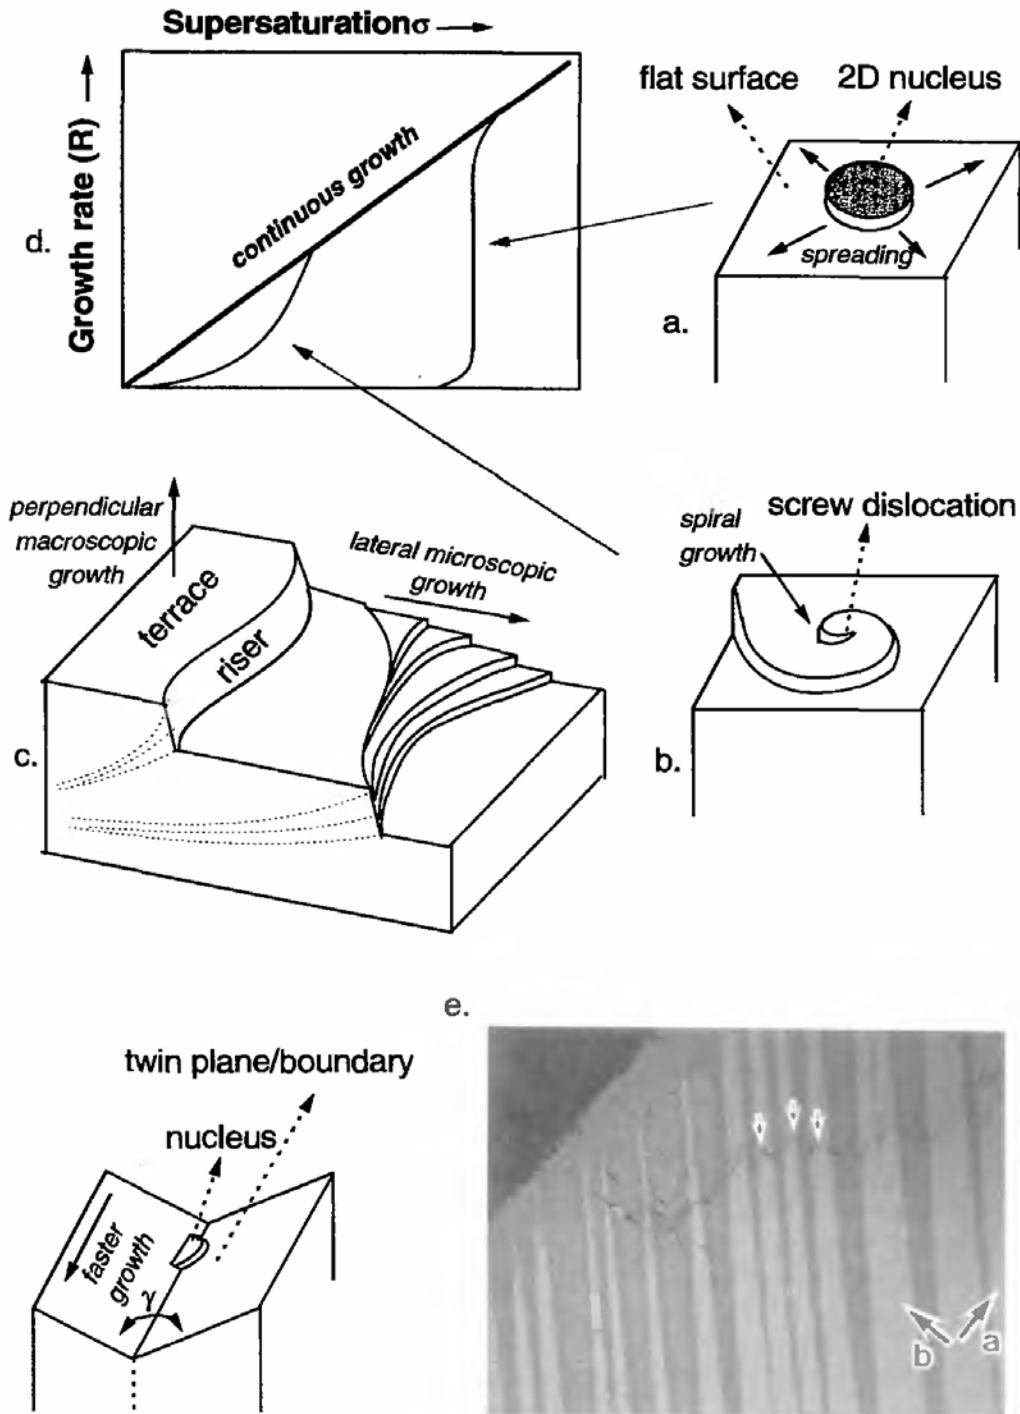 Supersaturation σ
Growth rate (R)
continuous growth
d.
flat surface
2D nucleus
spreading
a.
perpendicular
macroscopic
growth
terrace
riser
lateral microscopic
growth
c.
spiral
growth
screw dislocation
b.
e.
twin plane/boundary
nucleus
faster
growth
γ
b
a